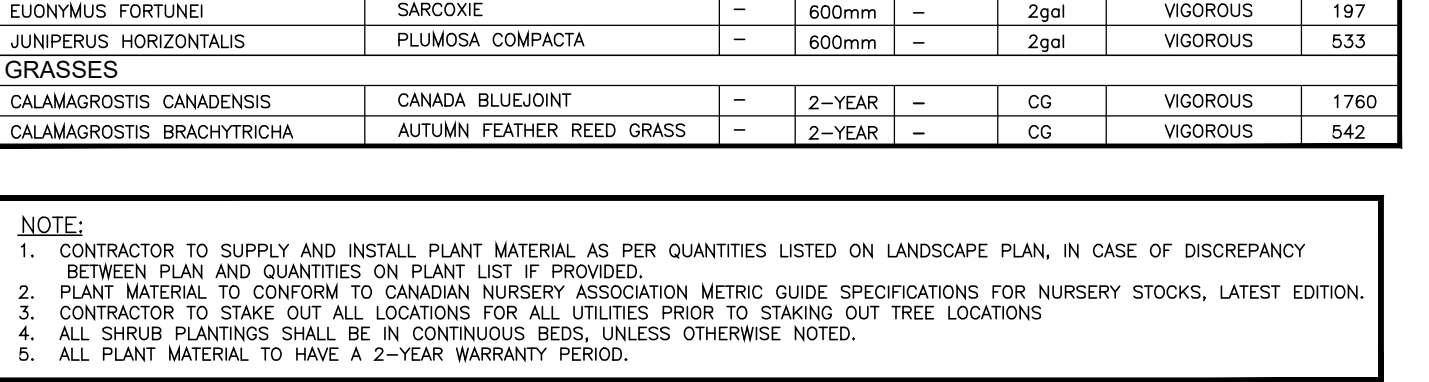 EUONYMUS FORTUNEI SARCOXIE – 600mm – 2gal VIGOROUS 197
JUNIPERUS HORIZONTALIS PLUMOSA COMPACTA – 600mm – 2gal VIGOROUS 533
GRASSES
CALAMAGROSTIS CANADENSIS CANADA BLUEJOINT – 2–YEAR – CG VIGOROUS 1760
CALAMAGROSTIS BRACHYTRICHA AUTUMN FEATHER REED GRASS – 2–YEAR – CG VIGOROUS 542
NOTE:
1. CONTRACTOR TO SUPPLY AND INSTALL PLANT MATERIAL AS PER QUANTITIES LISTED ON LANDSCAPE PLAN, IN CASE OF DISCREPANCY
BETWEEN PLAN AND QUANTITIES ON PLANT LIST IF PROVIDED.
2. PLANT MATERIAL TO CONFORM TO CANADIAN NURSERY ASSOCIATION METRIC GUIDE SPECIFICATIONS FOR NURSERY STOCKS, LATEST EDITION.
3. CONTRACTOR TO STAKE OUT ALL LOCATIONS FOR ALL UTILITIES PRIOR TO STAKING OUT TREE LOCATIONS
4. ALL SHRUB PLANTINGS SHALL BE IN CONTINUOUS BEDS, UNLESS OTHERWISE NOTED.
5. ALL PLANT MATERIAL TO HAVE A 2–YEAR WARRANTY PERIOD.